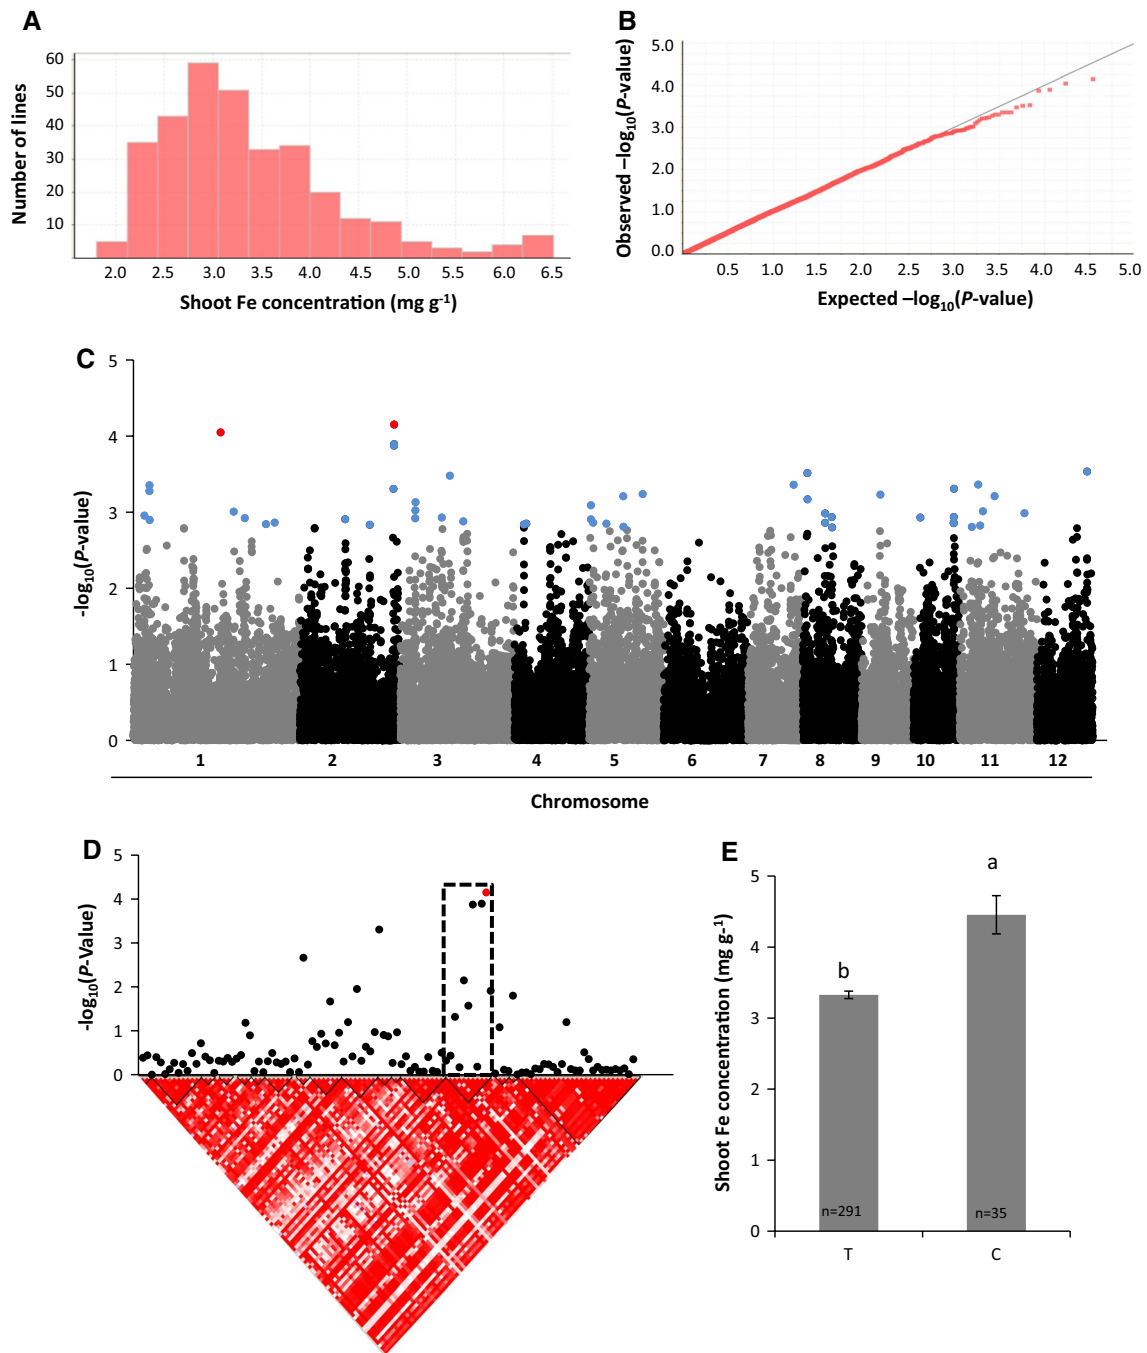 A
Number of lines
60
50
40
30
20
10
2.0 2.5 3.0 3.5 4.0 4.5 5.0 5.5 6.0 6.5
Shoot Fe concentration (mg g-1)
B
Observed –log10(P-value)
5.0
4.0
3.0
2.0
1.0
0.0
0.5 1.0 1.5 2.0 2.5 3.0 3.5 4.0 4.5 5.0
Expected –log10(P-value)
C
-log10(P-value)
5
4
3
2
1
0
1 2 3 4 5 6 7 8 9 10 11 12
Chromosome
D
-log10(P-Value)
5
4
3
2
1
0
E
Shoot Fe concentration (mg g-1)
5
4
3
2
1
0
b
a
n=291
n=35
T C